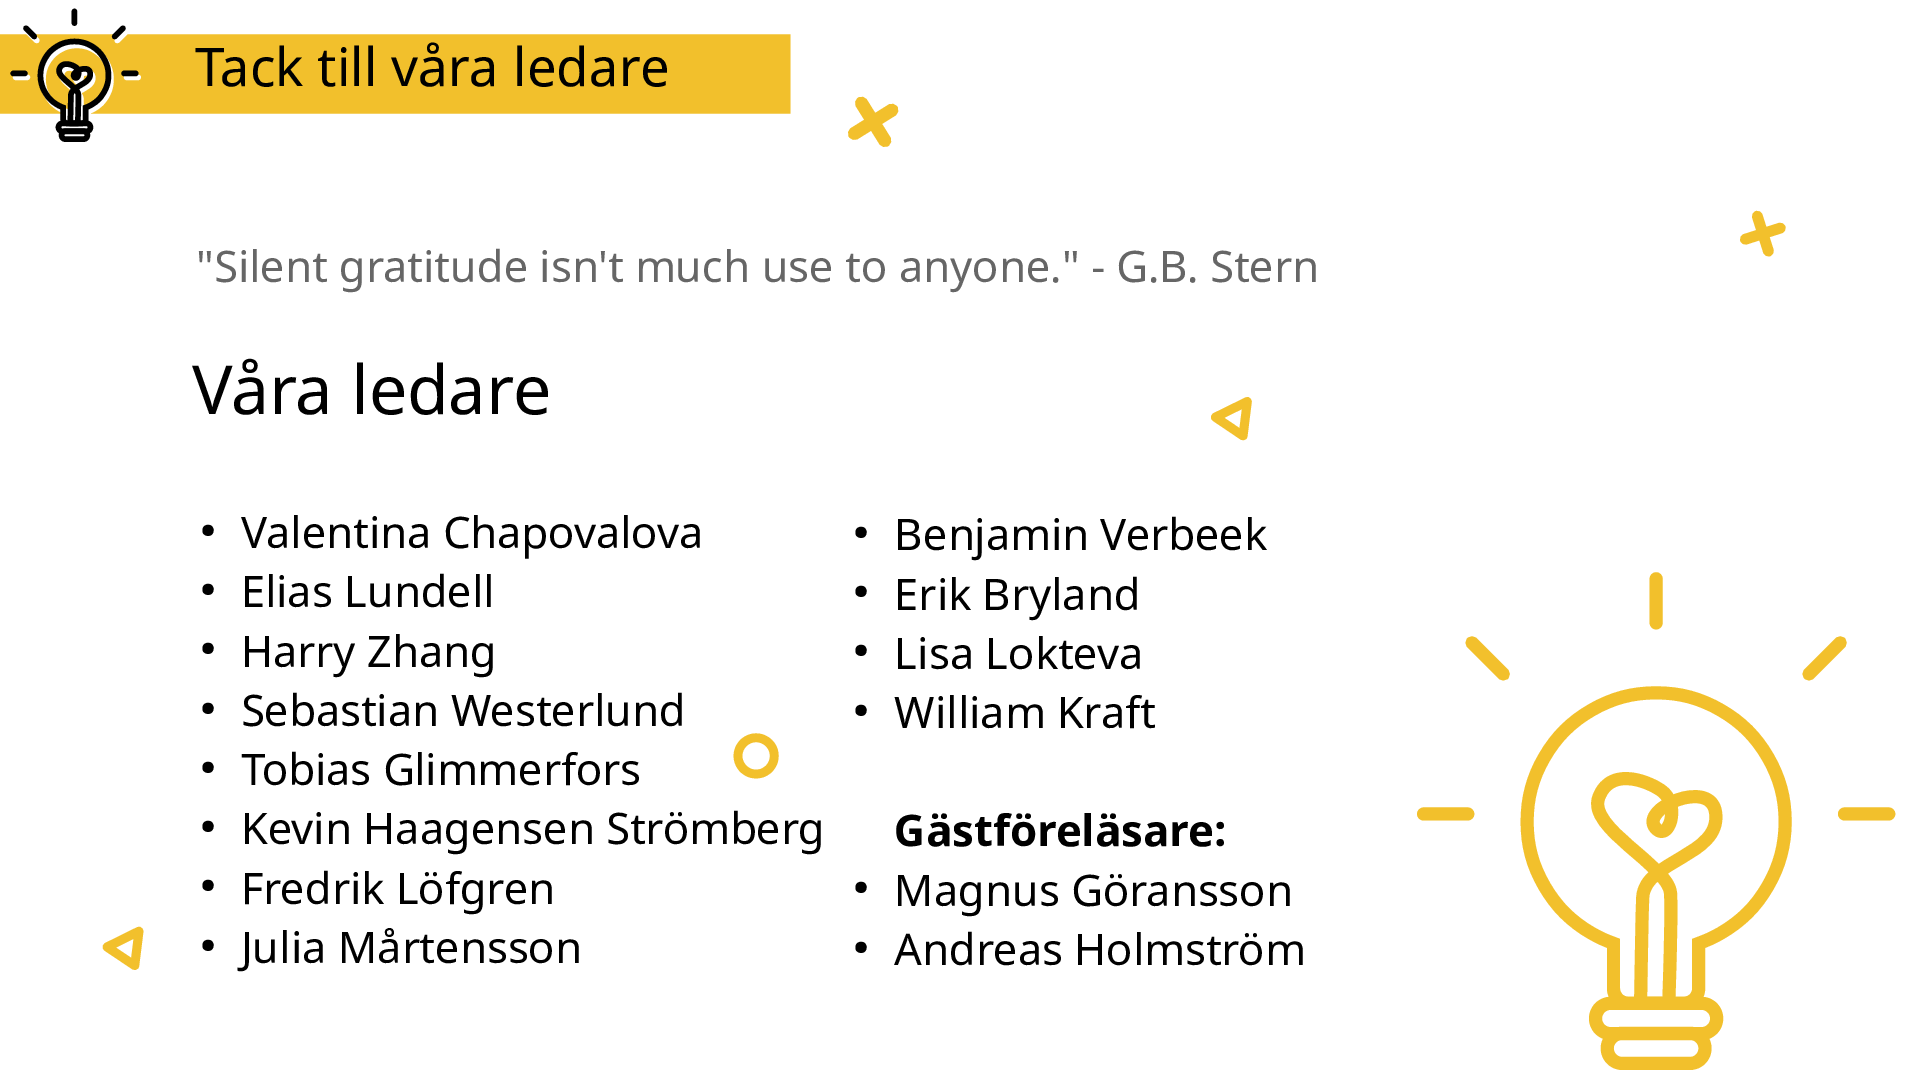 Tack till våra ledare
"Silent gratitude isn't much use to anyone." - G.B. Stern
Våra ledare
• Valentina Chapovalova
• Elias Lundell
• Harry Zhang
• Sebastian Westerlund
• Tobias Glimmerfors
• Kevin Haagensen Strömberg
• Fredrik Löfgren
• Julia Mårtensson
• Benjamin Verbeek
• Erik Bryland
• Lisa Lokteva
• William Kraft
Gästföreläsare:
• Magnus Göransson
• Andreas Holmström